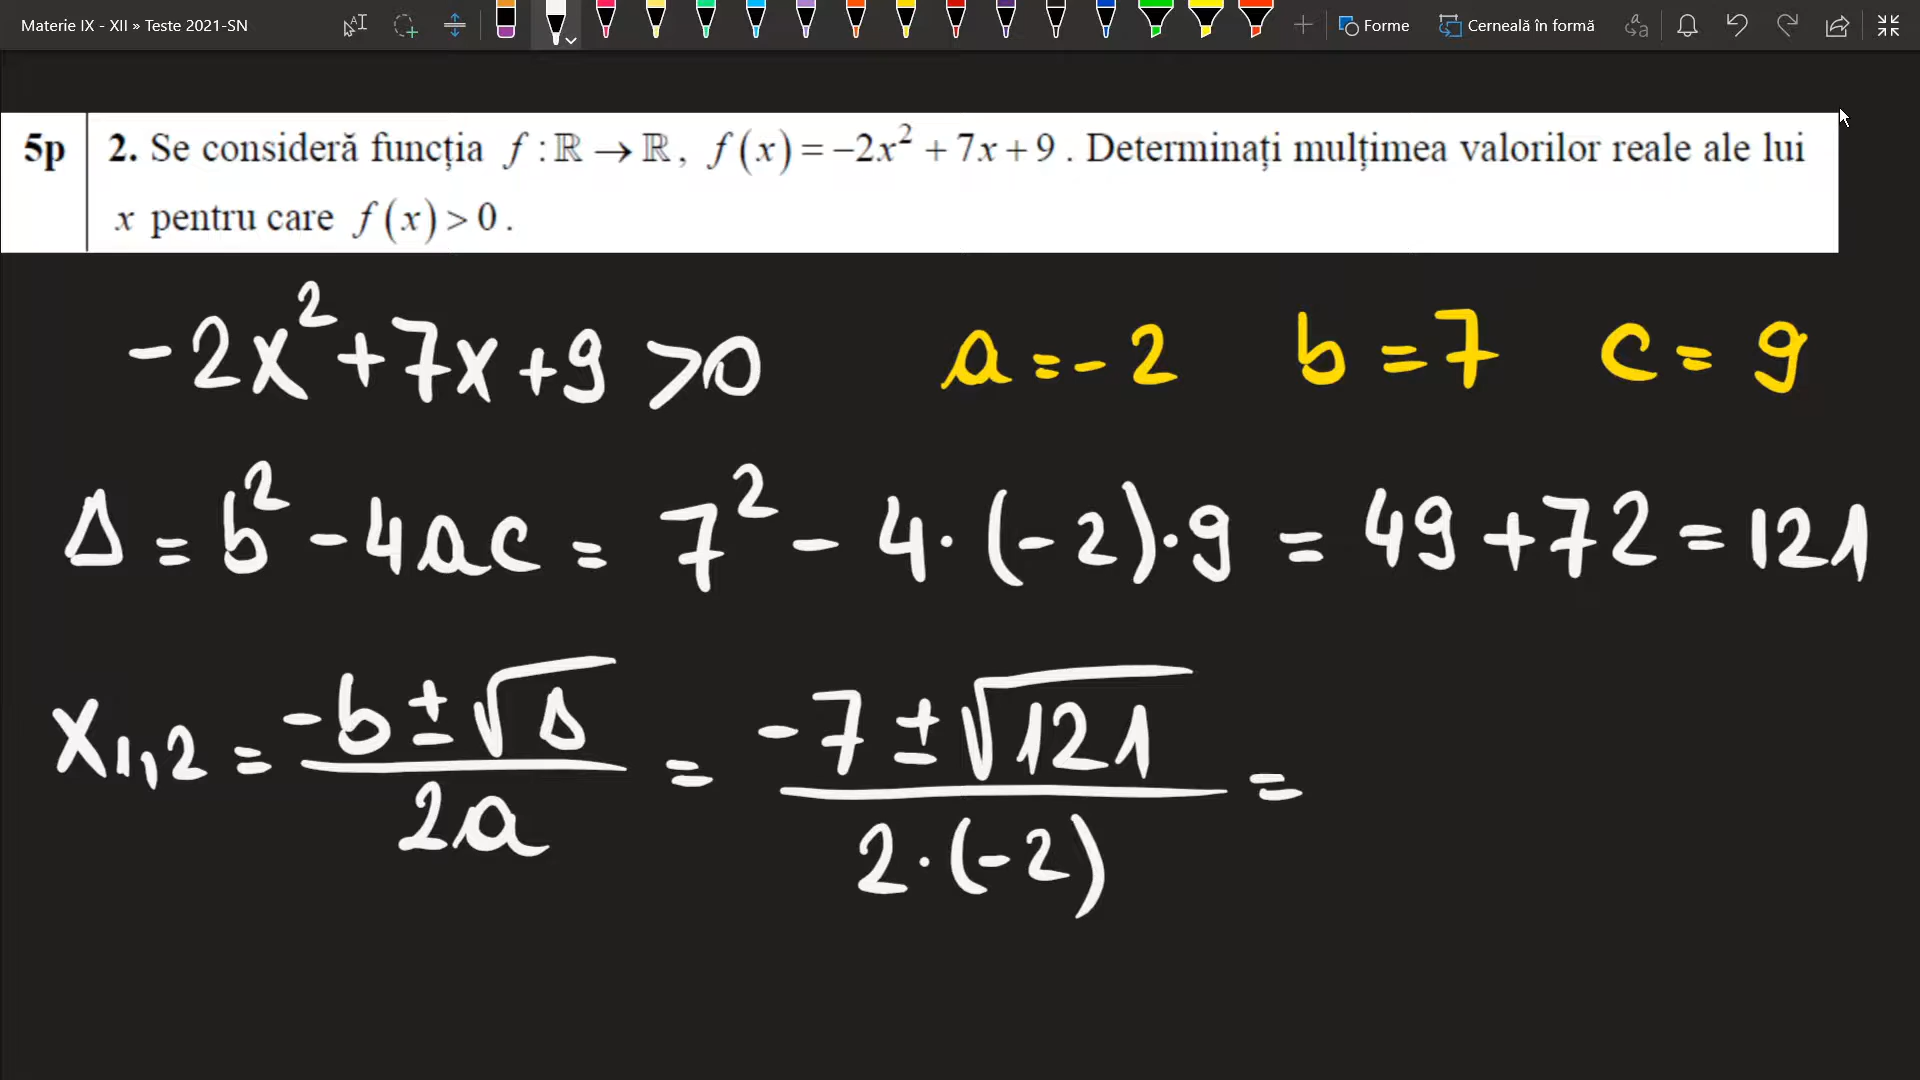 Materie IX - XII » Teste 2021-SN
Forme
Cerneală în formă
5p
2. Se consideră funcția f : ℝ → ℝ, f(x) = −2x² + 7x + 9 . Determinați mulțimea valorilor reale ale lui
x pentru care f(x) > 0 .
-2x² + 7x + 9 > 0 a = -2 b = 7 c = 9
Δ = b² - 4ac = 7² - 4·(-2)·9 = 49 + 72 = 121
x1,2 = (-b ± √Δ)/2a = (-7 ± √121)/(2·(-2)) =